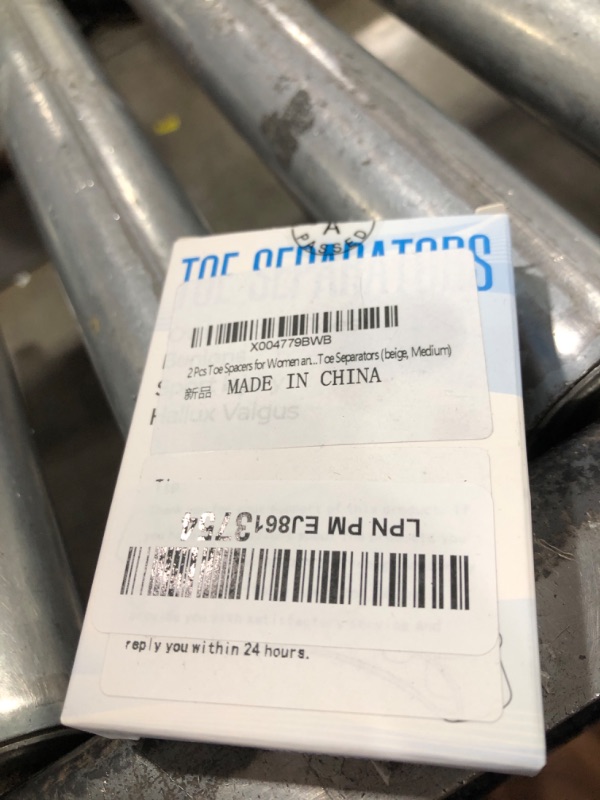 A
PASSED
TOE SEPARATORS
X004779BWB
2 Pcs Toe Spacers for Women an...Toe Separators (beige, Medium)
新品 MADE IN CHINA
Hallux Valgus
LPN PM EJ8613754
reply you within 24 hours.